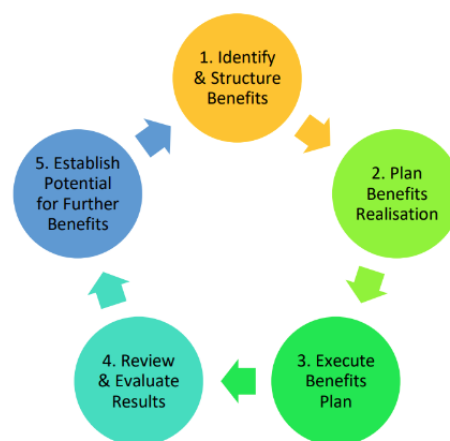 1. Identify
& Structure
Benefits
2. Plan
Benefits
Realisation
3. Execute
Benefits
Plan
4. Review
& Evaluate
Results
5. Establish
Potential
for Further
Benefits